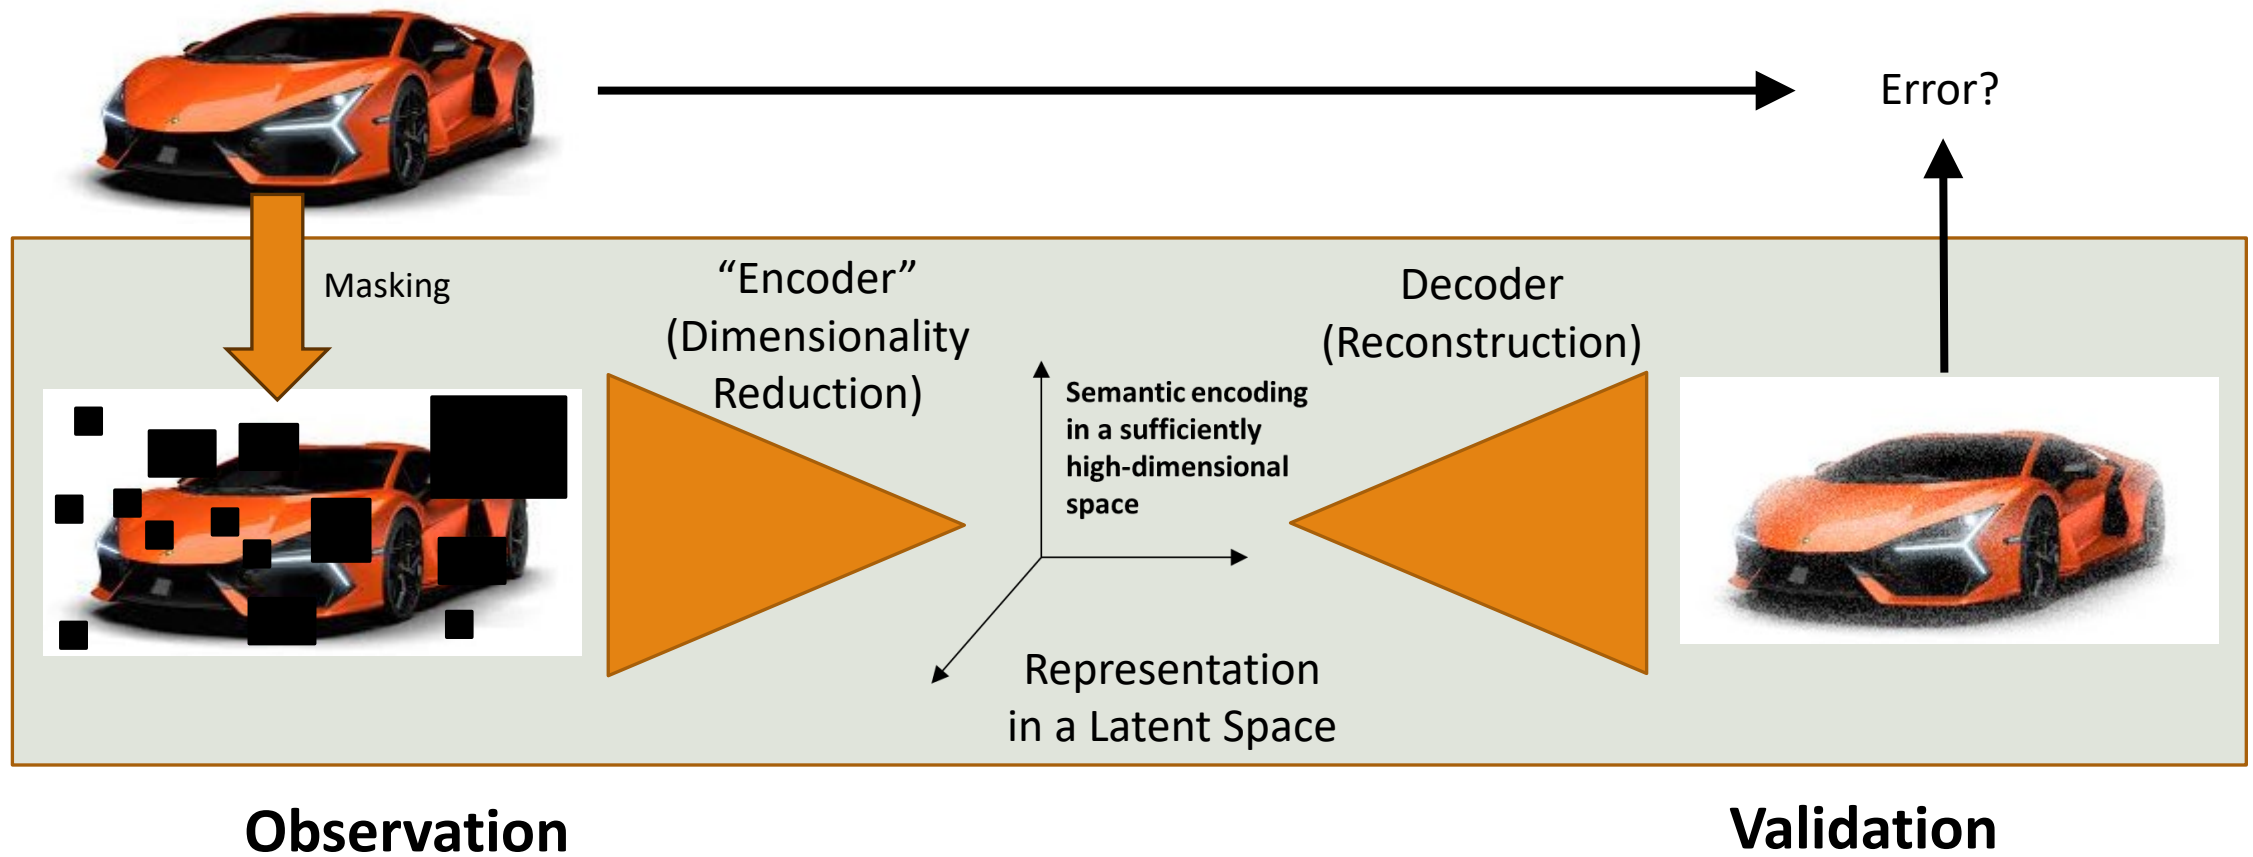 Error?
Masking
“Encoder”
(Dimensionality
Reduction)
Decoder
(Reconstruction)
Semantic encoding
in a sufficiently
high-dimensional
space
Representation
in a Latent Space
Observation
Validation